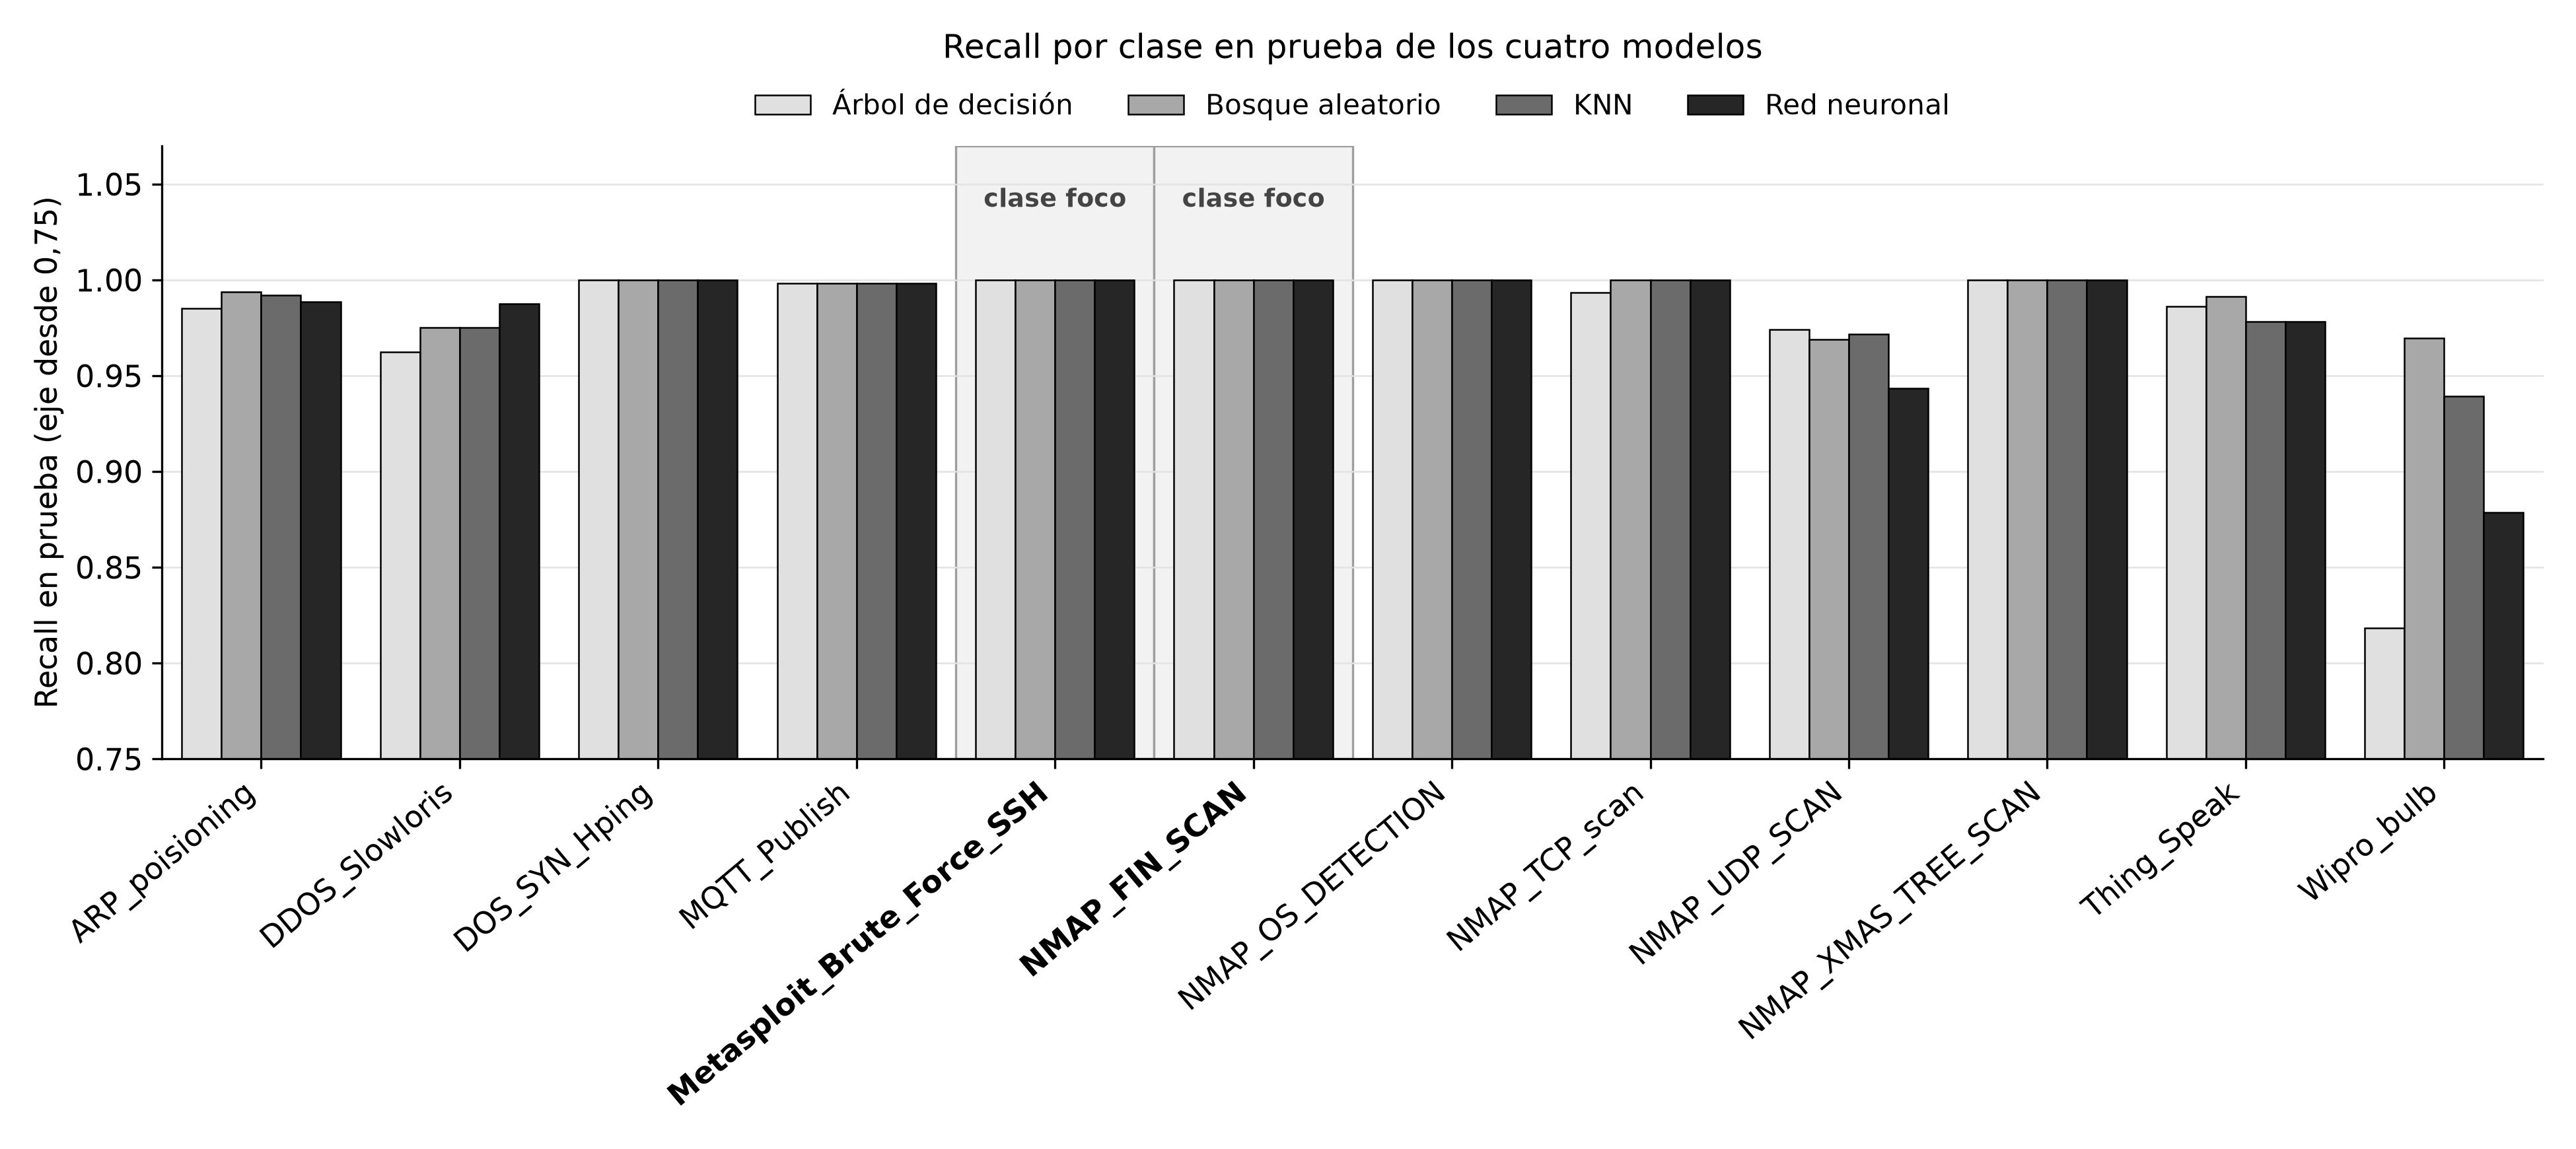 Recall por clase en prueba de los cuatro modelos
Árbol de decisión
Bosque aleatorio
KNN
Red neuronal
Recall en prueba (eje desde 0,75)
1.05
1.00
0.95
0.90
0.85
0.80
0.75
clase foco
clase foco
ARP_poisioning
DDOS_Slowloris
DOS_SYN_Hping
MQTT_Publish
Metasploit_Brute_Force_SSH
NMAP_FIN_SCAN
NMAP_OS_DETECTION
NMAP_TCP_scan
NMAP_UDP_SCAN
NMAP_XMAS_TREE_SCAN
Thing_Speak
Wipro_bulb